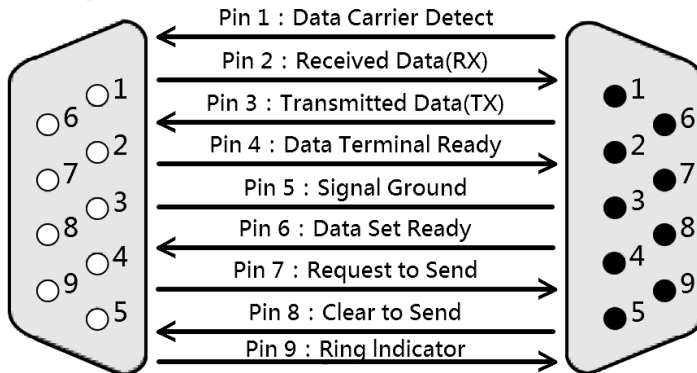 Pin 1 : Data Carrier Detect
Pin 2 : Received Data(RX)
Pin 3 : Transmitted Data(TX)
Pin 4 : Data Terminal Ready
Pin 5 : Signal Ground
Pin 6 : Data Set Ready
Pin 7 : Request to Send
Pin 8 : Clear to Send
Pin 9 : Ring Indicator
1
6
2
7
3
8
4
9
5
1
6
2
7
3
8
4
9
5